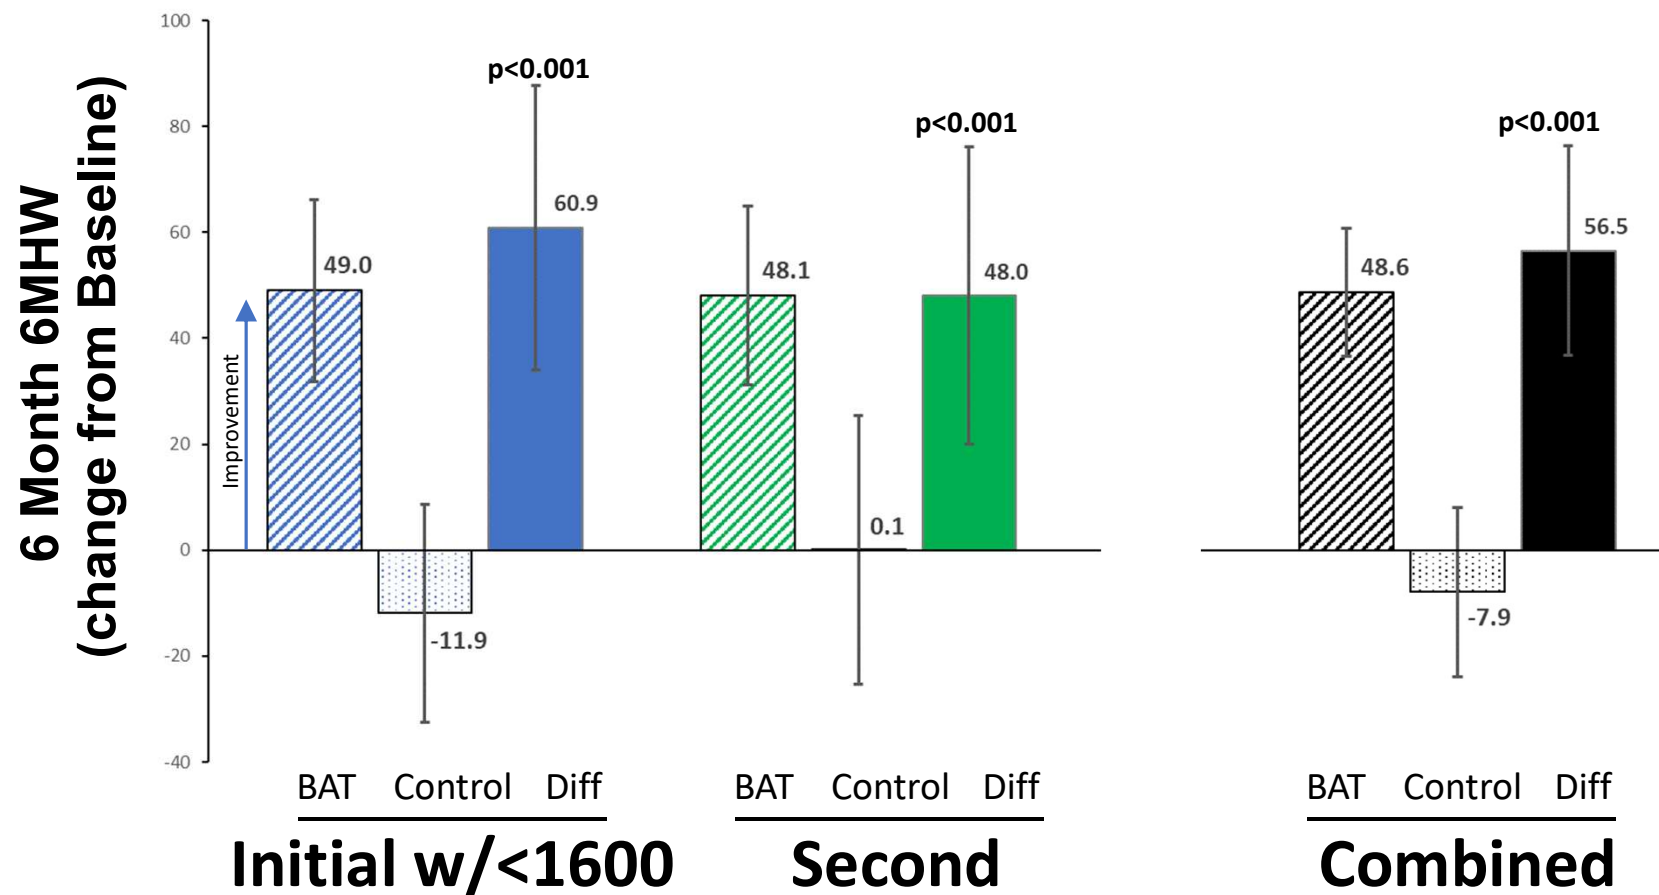 6 Month 6MHW
(change from Baseline)
100
80
60
40
20
0
-20
-40
Improvement
p<0.001
49.0
-11.9
60.9
p<0.001
48.1
0.1
48.0
p<0.001
48.6
-7.9
56.5
BAT Control Diff
BAT Control Diff
BAT Control Diff
Initial w/<1600
Second
Combined